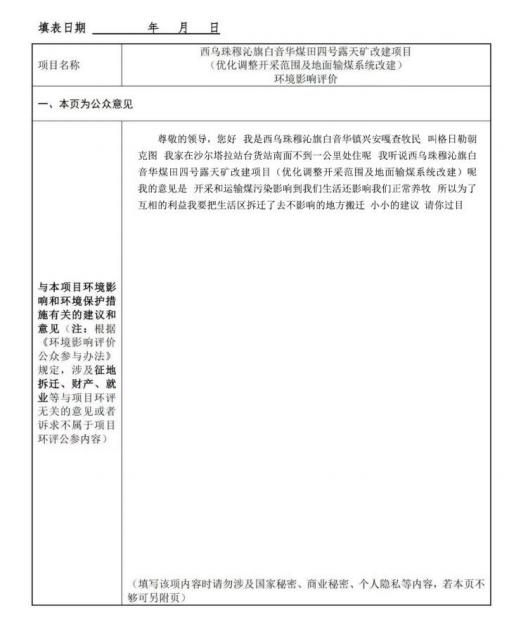 填表日期　　　年　月　日
项目名称
西乌珠穆沁旗白音华煤田四号露天矿改建项目
（优化调整开采范围及地面输煤系统改建）
环境影响评价
一、本页为公众意见
与本项目环境影
响和环境保护措
施有关的建议和
意见（注：根据
《环境影响评价
公众参与办法》
规定，涉及征地
拆迁、财产、就
业等与项目环评
无关的意见或者
诉求不属于项目
环评公参内容）
尊敬的领导，您好 我是西乌珠穆沁旗白音华镇兴安嘎查牧民 叫格日勒朝
克图 我家在沙尔塔拉站台货站南面不到一公里处住呢 我听说西乌珠穆沁旗白
音华煤田四号露天矿改建项目（优化调整开采范围及地面输煤系统改建）呢
我的意见是 开采和运输煤污染影响到我们生活还影响我们正常养牧 所以为了
互相的利益我要把生活区拆迁了去不影响的地方搬迁 小小的建议 请你过目
（填写该项内容时请勿涉及国家秘密、商业秘密、个人隐私等内容，若本页不
够可另附页）